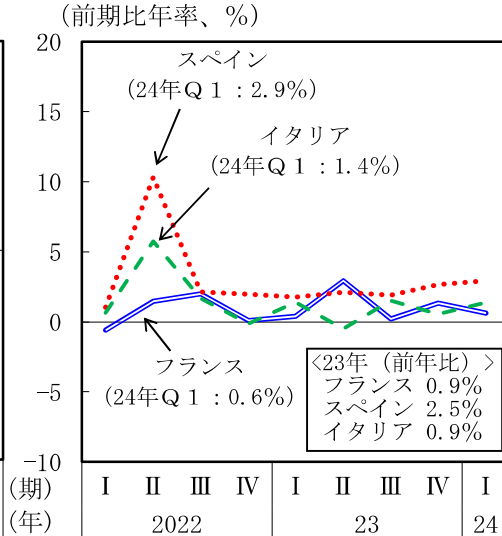 (前期比年率、%)
20
15
10
5
0
−5
−10
スペイン
(24年Q1:2.9%)
イタリア
(24年Q1:1.4%)
フランス
(24年Q1:0.6%)
<23年(前年比)>
フランス 0.9%
スペイン 2.5%
イタリア 0.9%
(期) Ⅰ Ⅱ Ⅲ Ⅳ Ⅰ Ⅱ Ⅲ Ⅳ Ⅰ
(年) 2022 23 24